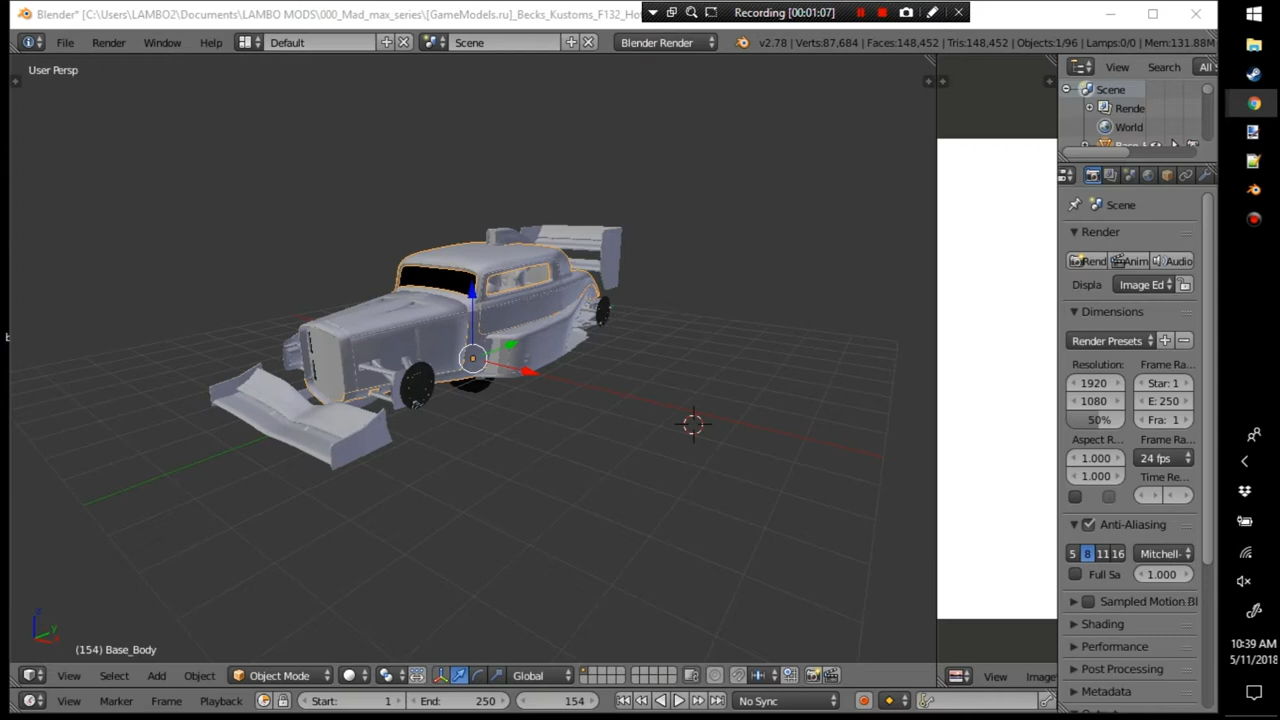 Blender* [C:\Users\LAMBO2\Documents\LAMBO MODS\000_Mad_max_series\[GameModels.ru]_Becks_Kustoms_F132_Ho
Recording [00:01:07]
File Render Window Help Default Scene Blender Render v2.78 | Verts:87,684 | Faces:148,452 | Tris:148,452 | Objects:1/96 | Lamps:0/0 | Mem:131.88M
User Persp
View Search All
Scene
Rende
World
Scene
Render
Rend Anim Audio
Displa Image Ed
Dimensions
Render Presets
Resolution: Frame Ra
1920 Star: 1
1080 E: 250
50% Fra: 1
Aspect R Frame Ra
1.000 24 fps
1.000 Time Re...
Anti-Aliasing
5 8 11 16 Mitchell-
Full Sa 1.000
Sampled Motion Bl
Shading
Performance
Post Processing
Metadata
(154) Base_Body
View Select Add Object Object Mode Global View Image
View Marker Frame Playback Start: 1 End: 250 154 No Sync
10:39 AM
5/11/2018